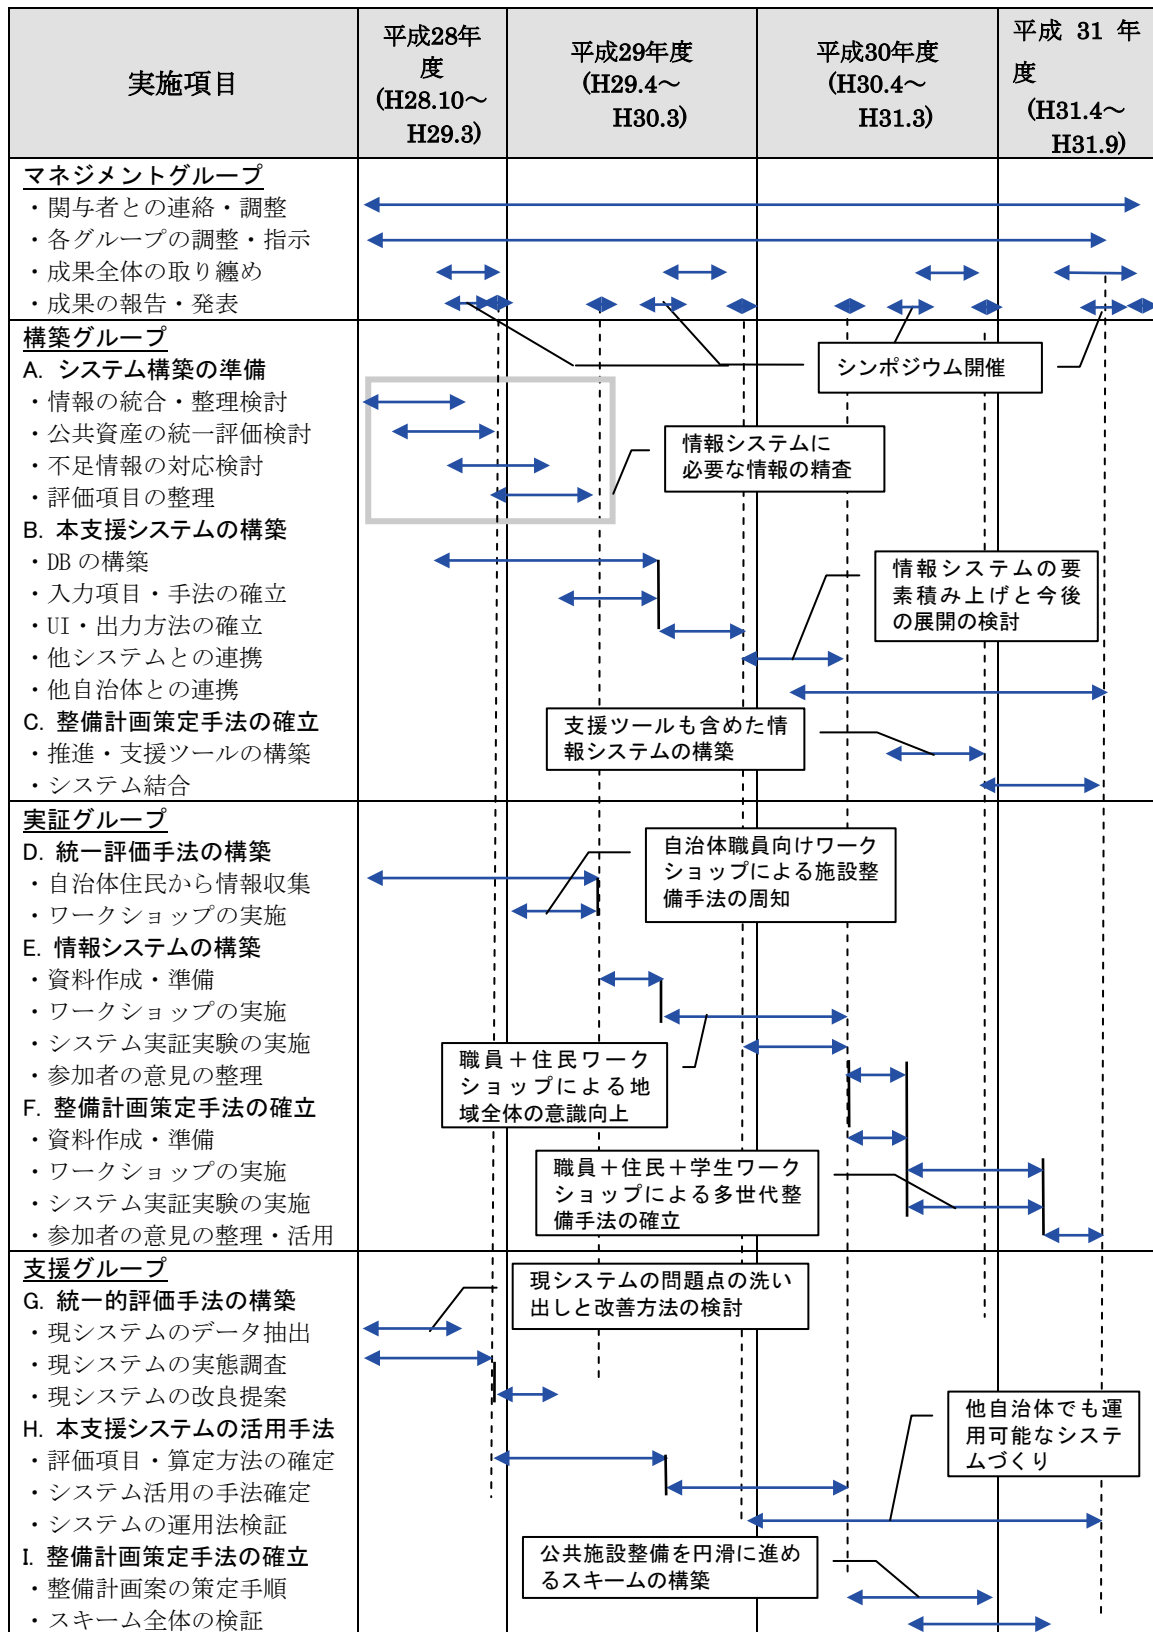 実施項目
平成28年
度
(H28.10～
H29.3)
平成29年度
(H29.4～
H30.3)
平成30年度
(H30.4～
H31.3)
平成 31 年
度
(H31.4～
H31.9)
マネジメントグループ
・関与者との連絡・調整
・各グループの調整・指示
・成果全体の取り纏め
・成果の報告・発表
構築グループ
A. システム構築の準備
・情報の統合・整理検討
・公共資産の統一評価検討
・不足情報の対応検討
・評価項目の整理
B. 本支援システムの構築
・DB の構築
・入力項目・手法の確立
・UI・出力方法の確立
・他システムとの連携
・他自治体との連携
C. 整備計画策定手法の確立
・推進・支援ツールの構築
・システム結合
シンポジウム開催
情報システムに
必要な情報の精査
情報システムの要
素積み上げと今後
の展開の検討
支援ツールも含めた情
報システムの構築
実証グループ
D. 統一評価手法の構築
・自治体住民から情報収集
・ワークショップの実施
E. 情報システムの構築
・資料作成・準備
・ワークショップの実施
・システム実証実験の実施
・参加者の意見の整理
F. 整備計画策定手法の確立
・資料作成・準備
・ワークショップの実施
・システム実証実験の実施
・参加者の意見の整理・活用
自治体職員向けワーク
ショップによる施設整
備手法の周知
職員＋住民ワーク
ショップによる地
域全体の意識向上
職員＋住民＋学生ワーク
ショップによる多世代整
備手法の確立
支援グループ
G. 統一的評価手法の構築
・現システムのデータ抽出
・現システムの実態調査
・現システムの改良提案
H. 本支援システムの活用手法
・評価項目・算定方法の確定
・システム活用の手法確定
・システムの運用法検証
I. 整備計画策定手法の確立
・整備計画案の策定手順
・スキーム全体の検証
現システムの問題点の洗い
出しと改善方法の検討
他自治体でも運
用可能なシステ
ムづくり
公共施設整備を円滑に進め
るスキームの構築